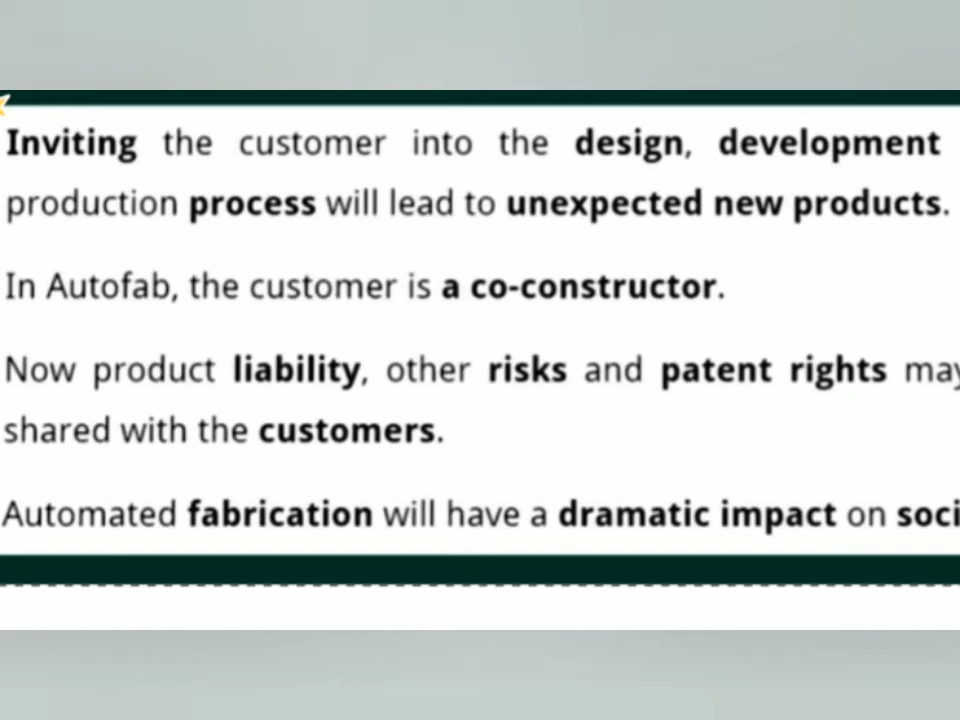 Inviting the customer into the design, development
production process will lead to unexpected new products.
In Autofab, the customer is a co-constructor.
Now product liability, other risks and patent rights may
shared with the customers.
Automated fabrication will have a dramatic impact on soci